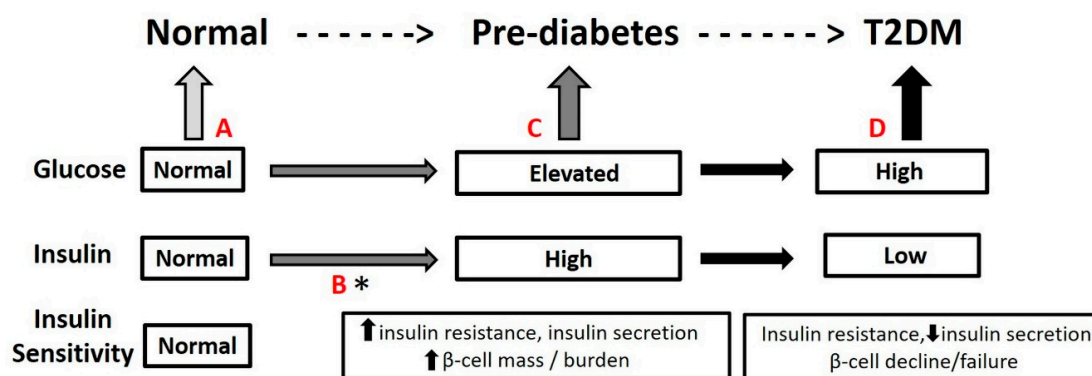 Normal - - - - - -> Pre-diabetes - - - - - - > T2DM
A C D
Glucose Normal Elevated High
Insulin Normal High Low
B *
Insulin Sensitivity Normal
⬆insulin resistance, insulin secretion
⬆β-cell mass / burden
Insulin resistance,⬇insulin secretion
β-cell decline/failure